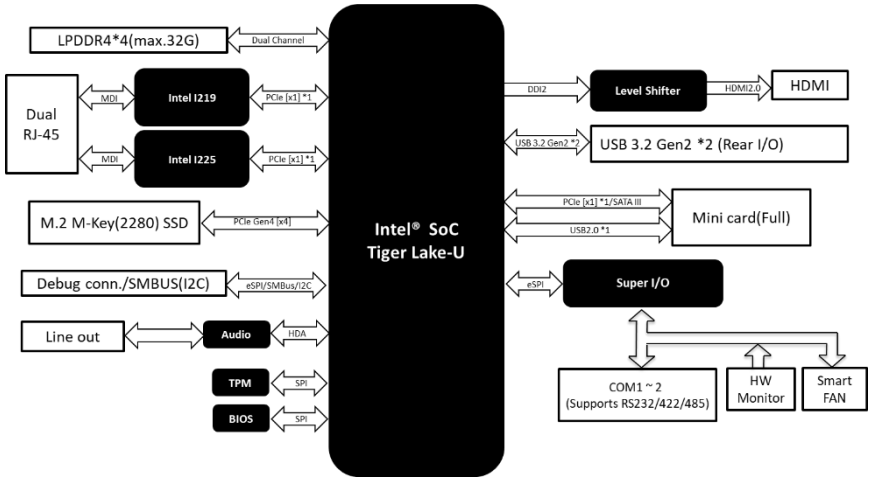 LPDDR4*4(max.32G)
Dual Channel
Dual
RJ-45
MDI
Intel I219
PCIe [x1] *1
MDI
Intel I225
PCIe [x1] *1
M.2 M-Key(2280) SSD
PCIe Gen4 [x4]
Debug conn./SMBUS(I2C)
eSPI/SMBus/I2C
Line out
Audio
HDA
TPM
SPI
BIOS
SPI
Intel® SoC
Tiger Lake-U
DDI2
Level Shifter
HDMI2.0
HDMI
USB 3.2 Gen2 *2
USB 3.2 Gen2 *2 (Rear I/O)
PCIe [x1] *1/SATA III
USB2.0 *1
Mini card(Full)
eSPI
Super I/O
COM1 ~ 2
(Supports RS232/422/485)
HW
Monitor
Smart
FAN